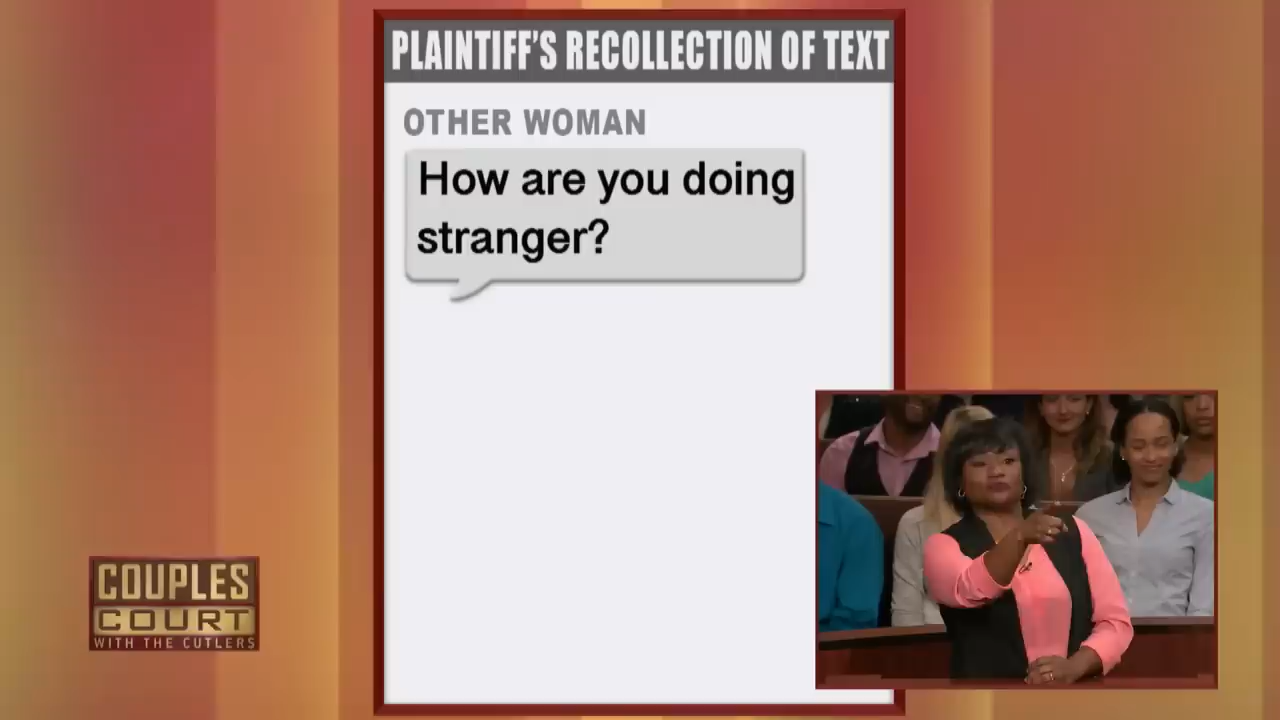 PLAINTIFF'S RECOLLECTION OF TEXT
OTHER WOMAN
How are you doing
stranger?
COUPLES
COURT
WITH THE CUTLERS